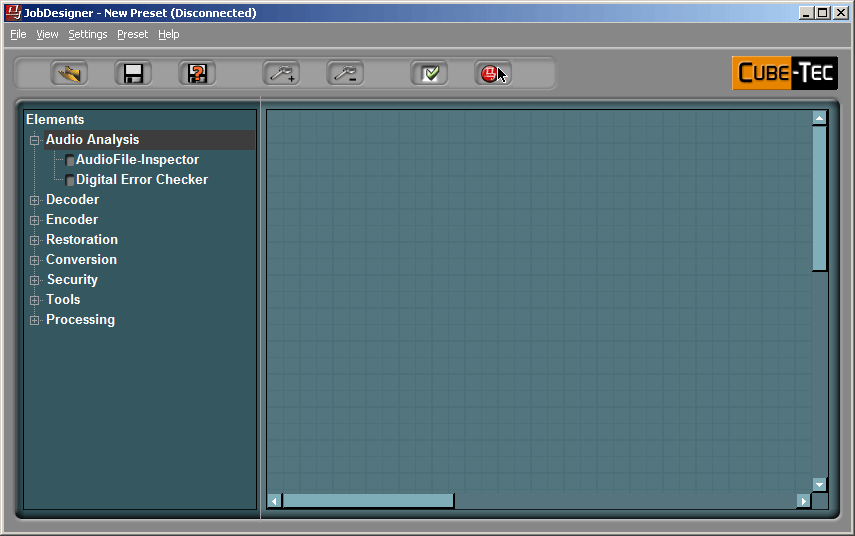 JobDesigner - New Preset (Disconnected)
File View Settings Preset Help
CUBE-TEC
Elements
Audio Analysis
AudioFile-Inspector
Digital Error Checker
Decoder
Encoder
Restoration
Conversion
Security
Tools
Processing